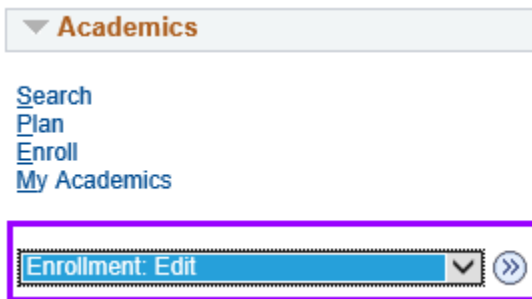 Academics
Search
Plan
Enroll
My Academics
Enrollment: Edit